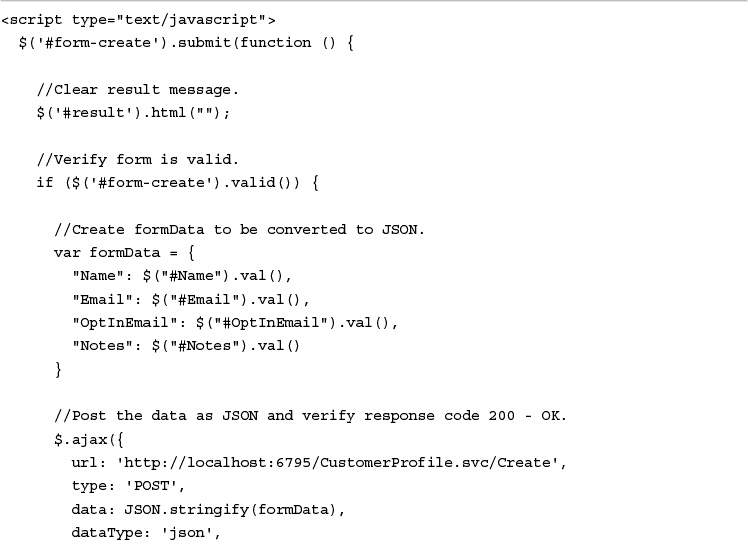 <script type="text/javascript">
$('#form-create').submit(function () {
//Clear result message.
$('#result').html("");
//Verify form is valid.
if ($('#form-create').valid()) {
//Create formData to be converted to JSON.
var formData = {
"Name": $("#Name").val(),
"Email": $("#Email").val(),
"OptInEmail": $("#OptInEmail").val(),
"Notes": $("#Notes").val()
}
//Post the data as JSON and verify response code 200 - OK.
$.ajax({
url: 'http://localhost:6795/CustomerProfile.svc/Create',
type: 'POST',
data: JSON.stringify(formData),
dataType: 'json',